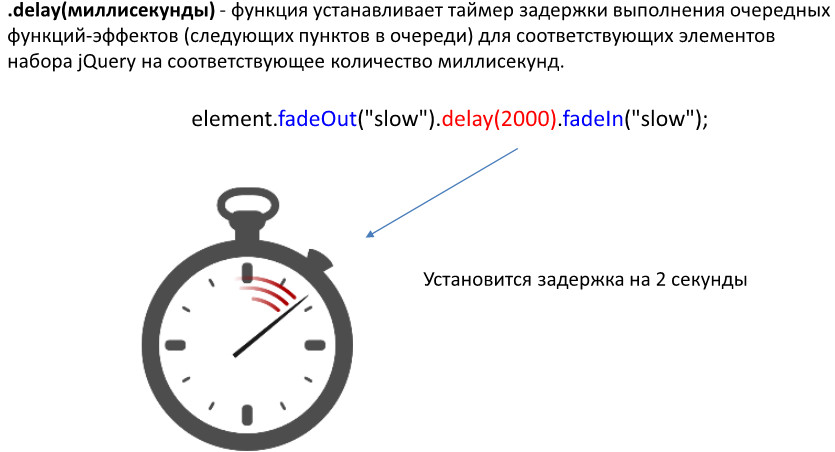 .delay(миллисекунды) - функция устанавливает таймер задержки выполнения очередных
функций-эффектов (следующих пунктов в очереди) для соответствующих элементов
набора jQuery на соответствующее количество миллисекунд.
element.fadeOut("slow").delay(2000).fadeIn("slow");
Установится задержка на 2 секунды